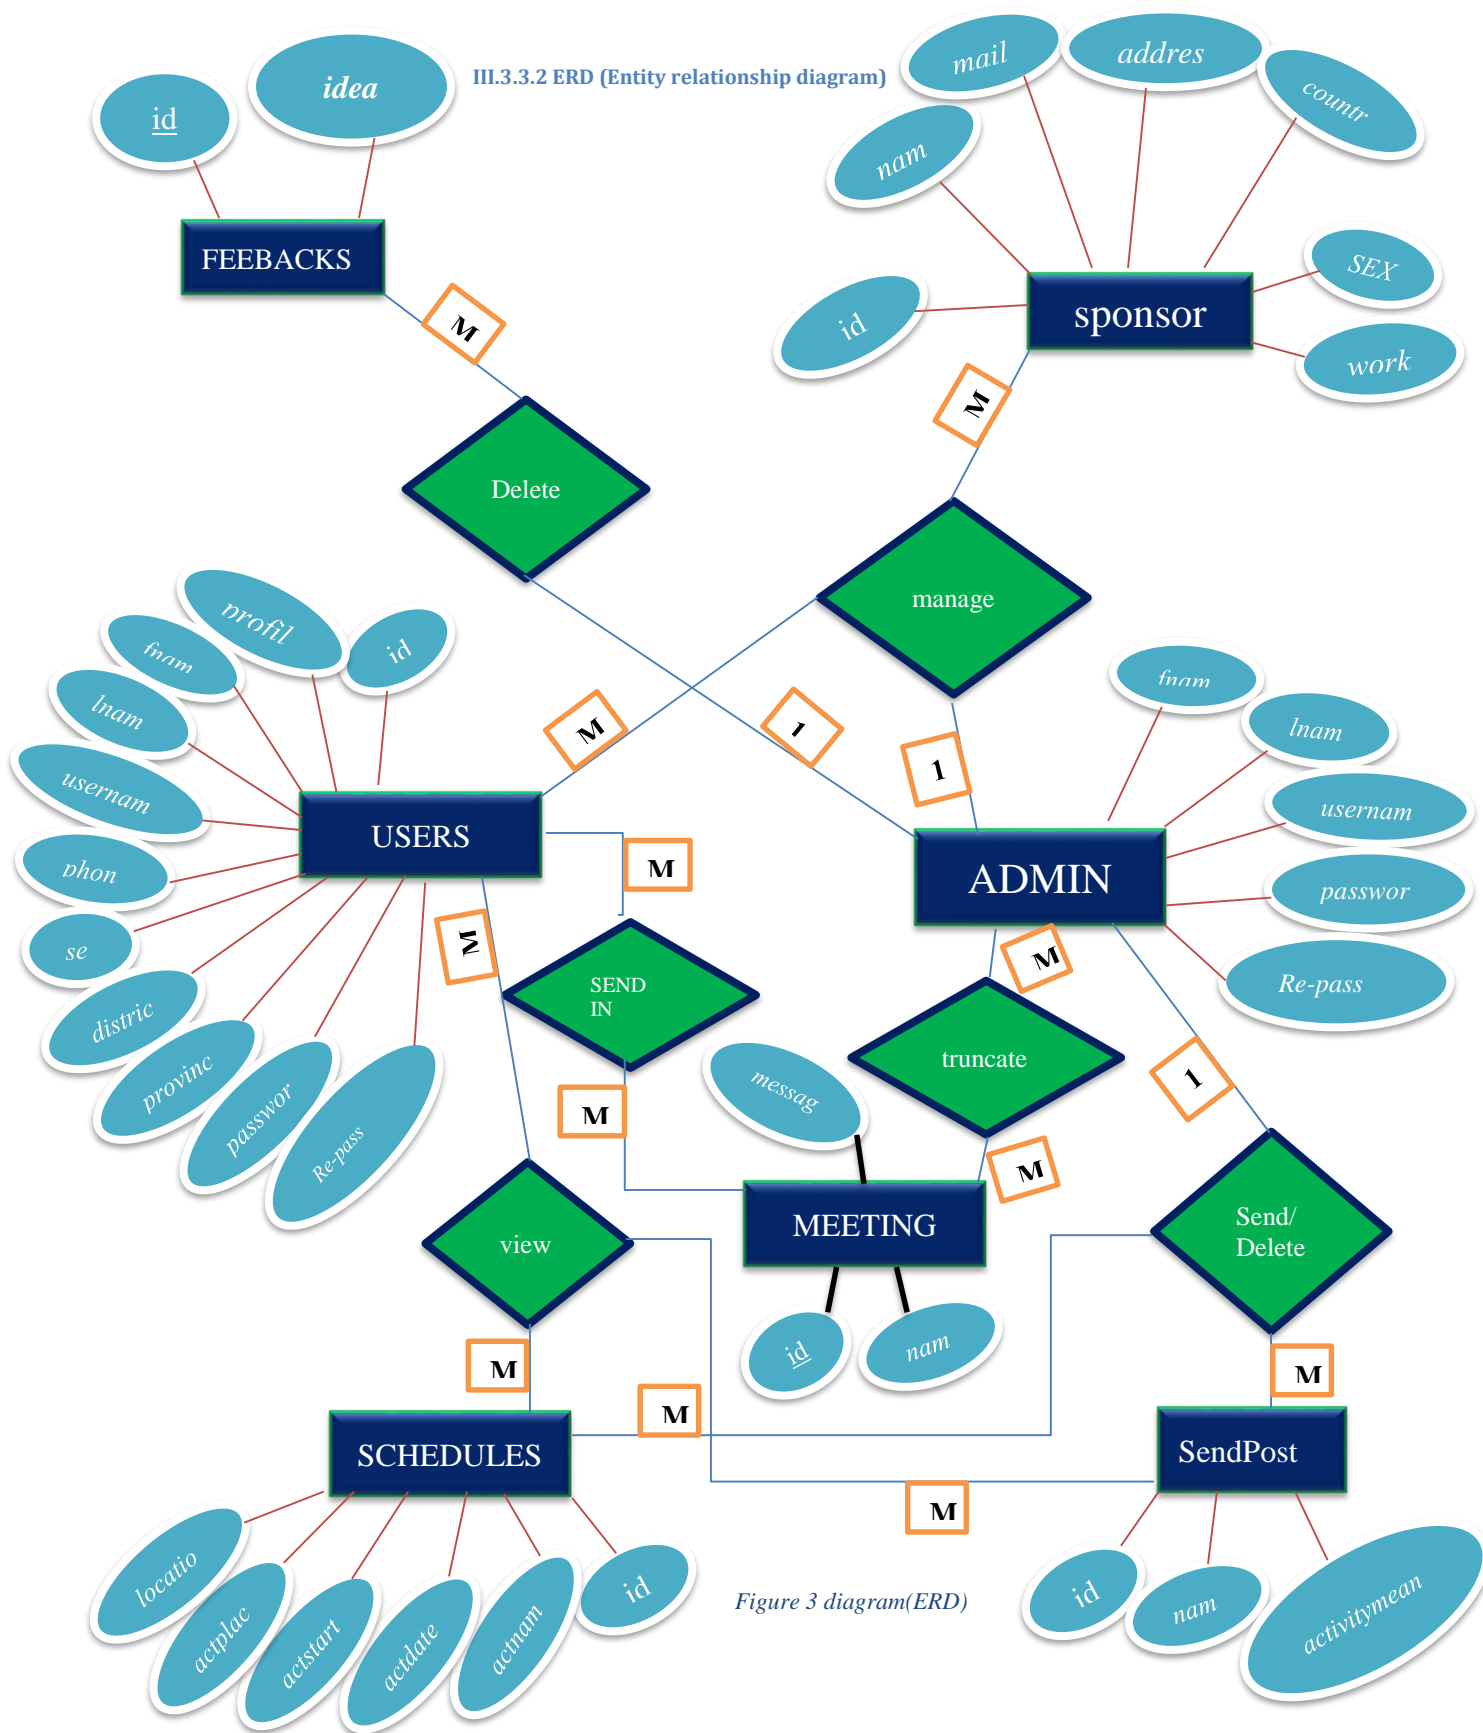 III.3.3.2 ERD (Entity relationship diagram)
id
idea
FEEBACKS
mail
addres
countr
nam
SEX
id
work
sponsor
M
M
Delete
manage
profil
id
fnam
lnam
usernam
phon
se
distric
provinc
passwor
Re-pass
USERS
M
1
1
fnam
lnam
usernam
passwor
Re-pass
ADMIN
M
M
M
SEND
IN
truncate
1
M
messag
M
MEETING
id
nam
view
Send/
Delete
M
M
M
M
SCHEDULES
SendPost
locatio
actplac
actstart
actdate
actnam
id
id
nam
activitymean
Figure 3 diagram(ERD)